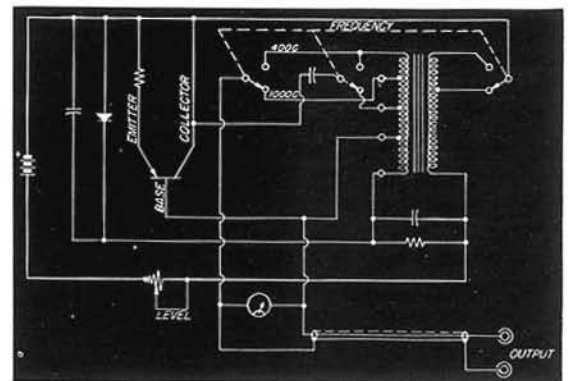 FREQUENCY
400C
1000C
EMITTER
COLLECTOR
BASE
LEVEL
OUTPUT
+